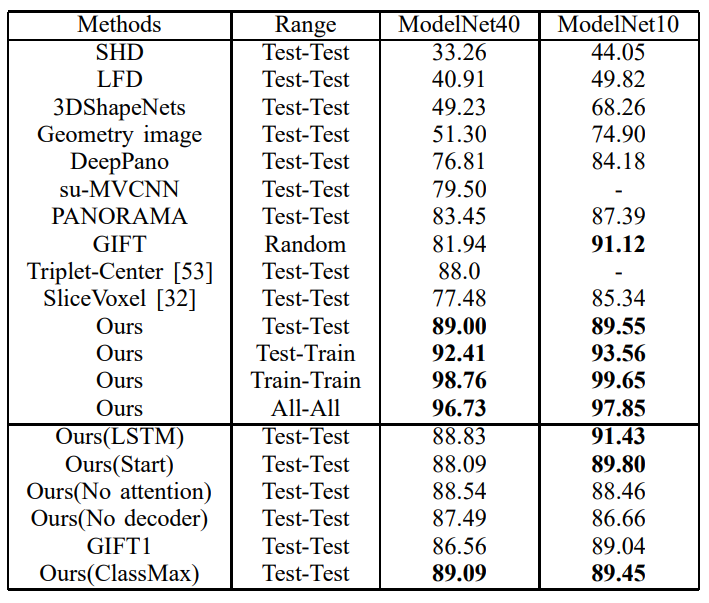 Methods Range ModelNet40 ModelNet10
SHD Test-Test 33.26 44.05
LFD Test-Test 40.91 49.82
3DShapeNets Test-Test 49.23 68.26
Geometry image Test-Test 51.30 74.90
DeepPano Test-Test 76.81 84.18
su-MVCNN Test-Test 79.50 -
PANORAMA Test-Test 83.45 87.39
GIFT Random 81.94 91.12
Triplet-Center [53] Test-Test 88.0 -
SliceVoxel [32] Test-Test 77.48 85.34
Ours Test-Test 89.00 89.55
Ours Test-Train 92.41 93.56
Ours Train-Train 98.76 99.65
Ours All-All 96.73 97.85
Ours(LSTM) Test-Test 88.83 91.43
Ours(Start) Test-Test 88.09 89.80
Ours(No attention) Test-Test 88.54 88.46
Ours(No decoder) Test-Test 87.49 86.66
GIFT1 Test-Test 86.56 89.04
Ours(ClassMax) Test-Test 89.09 89.45